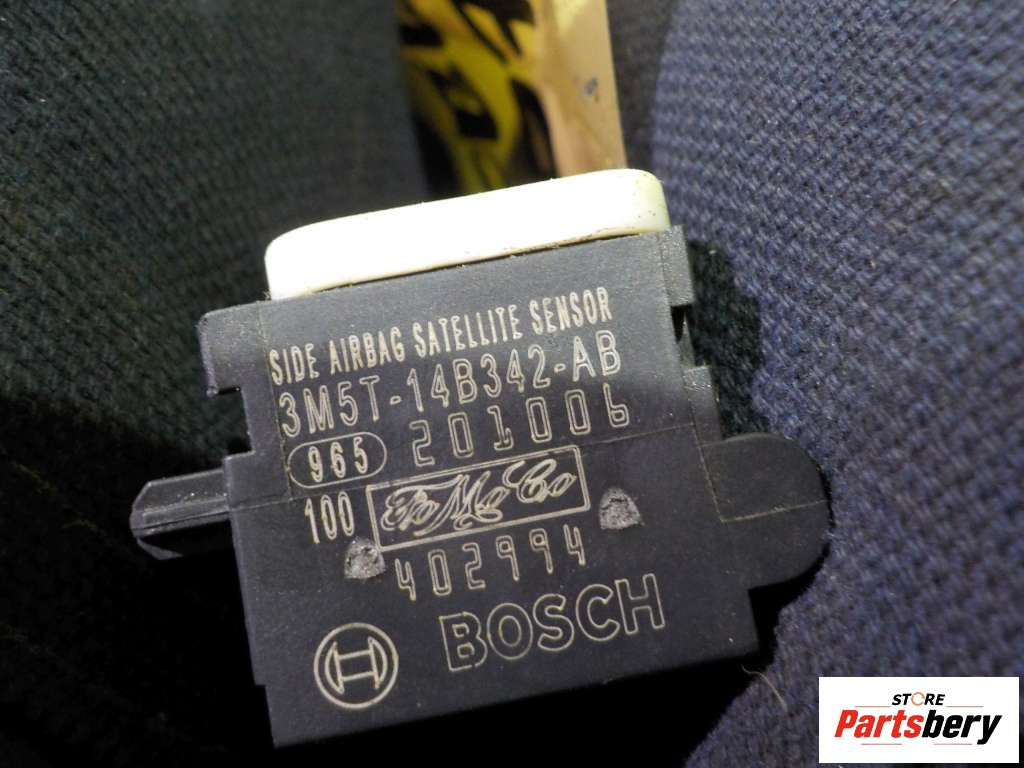 SIDE AIRBAG SATELLITE SENSOR
3M5T-14B342-AB
965 201006
100 FoMoCo
402994
BOSCH
STORE
Partsbery